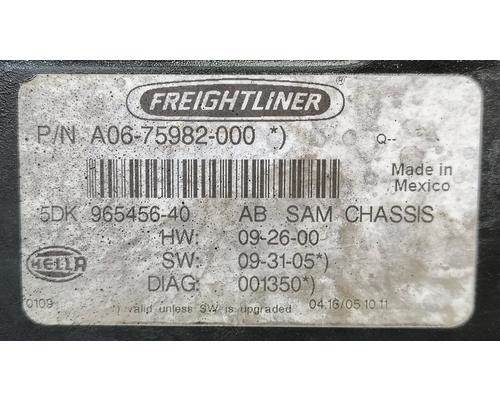 FREIGHTLINER
P/N A06-75982-000 *)
Q--
Made in
Mexico
5DK 965456-40 AB SAM CHASSIS
HW: 09-26-00
HELLA
SW: 09-31-05*)
DIAG: 001350*)
0109
*) valid unless SW is upgraded
04.16/05 10 11